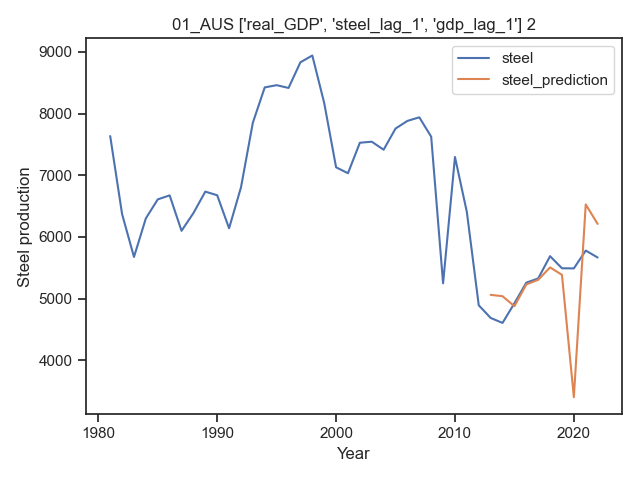 01_AUS ['real_GDP', 'steel_lag_1', 'gdp_lag_1'] 2
steel
steel_prediction
9000
8000
7000
6000
5000
4000
Steel production
1980
1990
2000
2010
2020
Year